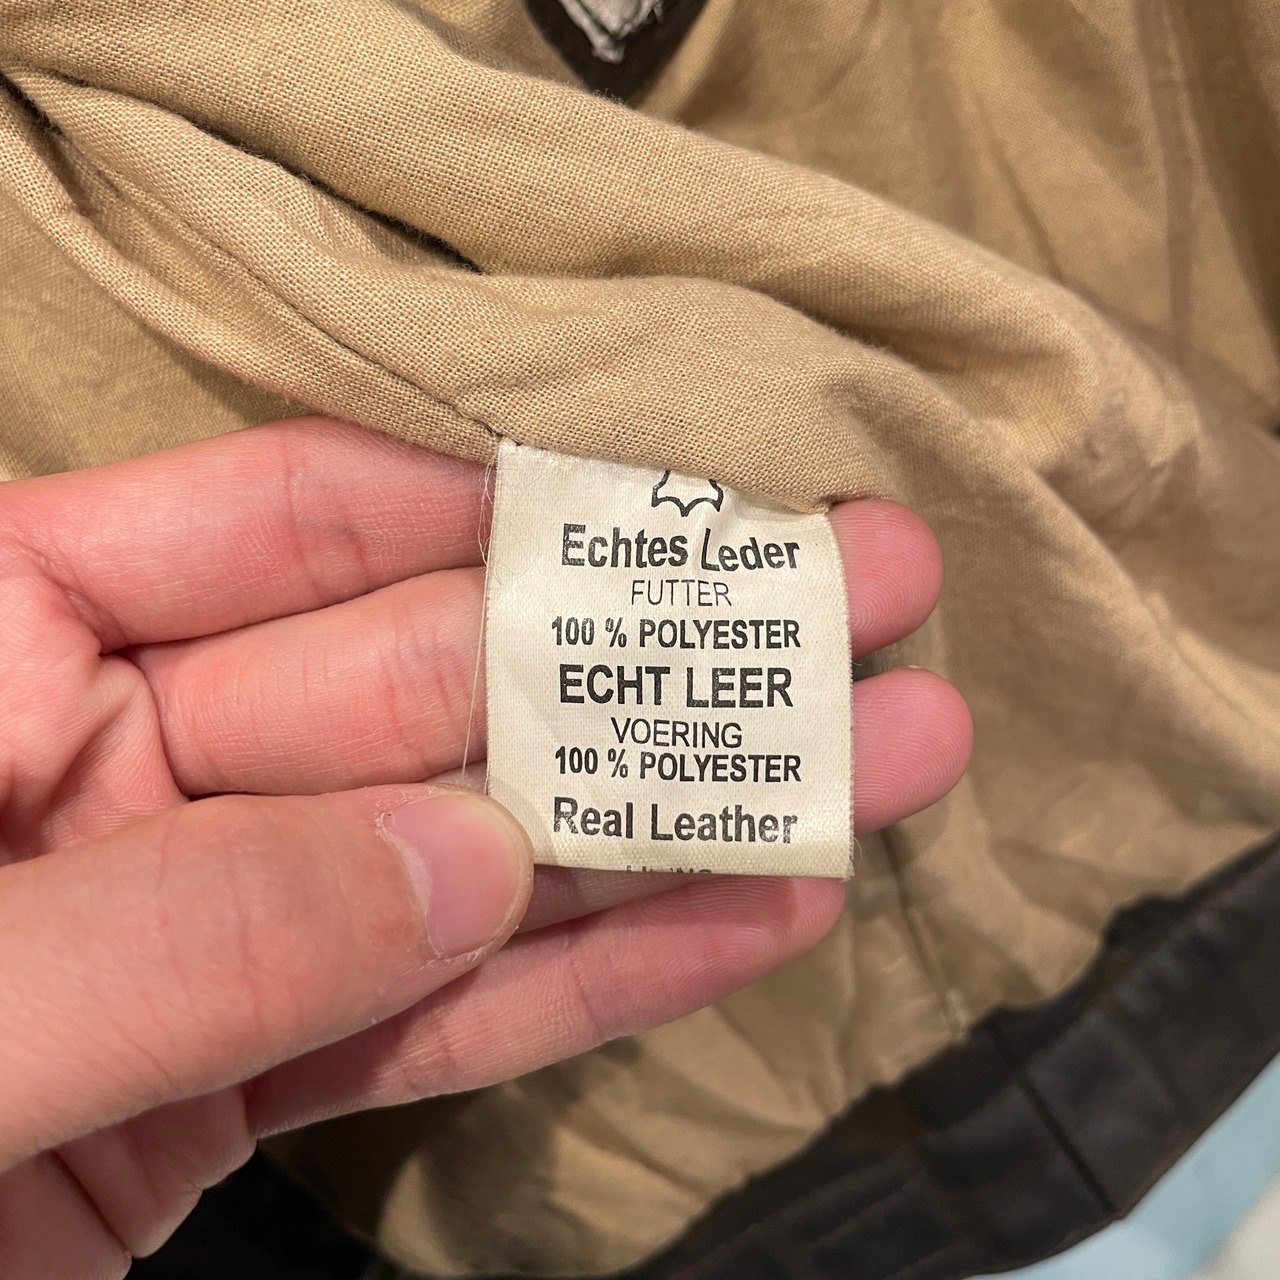 Echtes Leder
FUTTER
100 % POLYESTER
ECHT LEER
VOERING
100 % POLYESTER
Real Leather